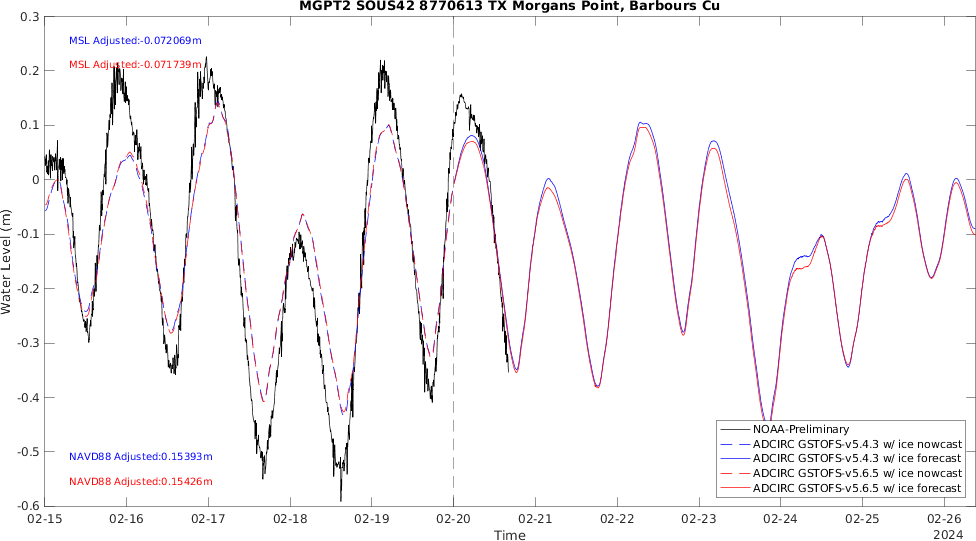 MGPT2 SOUS42 8770613 TX Morgans Point, Barbours Cu
0.3
0.2
0.1
0
-0.1
-0.2
-0.3
-0.4
-0.5
-0.6
Water Level (m)
MSL Adjusted:-0.072069m
MSL Adjusted:-0.071739m
NAVD88 Adjusted:0.15393m
NAVD88 Adjusted:0.15426m
NOAA-Preliminary
ADCIRC GSTOFS-v5.4.3 w/ ice nowcast
ADCIRC GSTOFS-v5.4.3 w/ ice forecast
ADCIRC GSTOFS-v5.6.5 w/ ice nowcast
ADCIRC GSTOFS-v5.6.5 w/ ice forecast
02-15 02-16 02-17 02-18 02-19 02-20 02-21 02-22 02-23 02-24 02-25 02-26
Time
2024